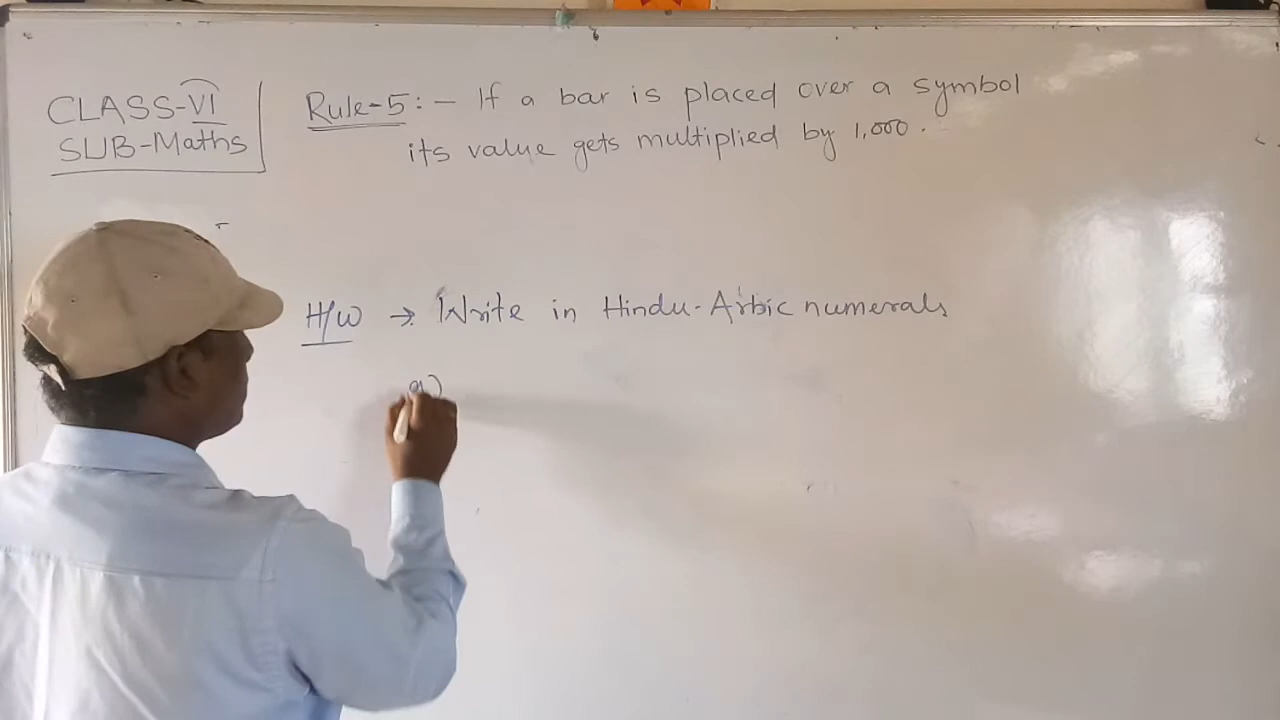 CLASS-VI
SUB-Maths
Rule-5:- If a bar is placed over a symbol
its value gets multiplied by 1,000.
H/W → Write in Hindu-Arbic numerals
a)